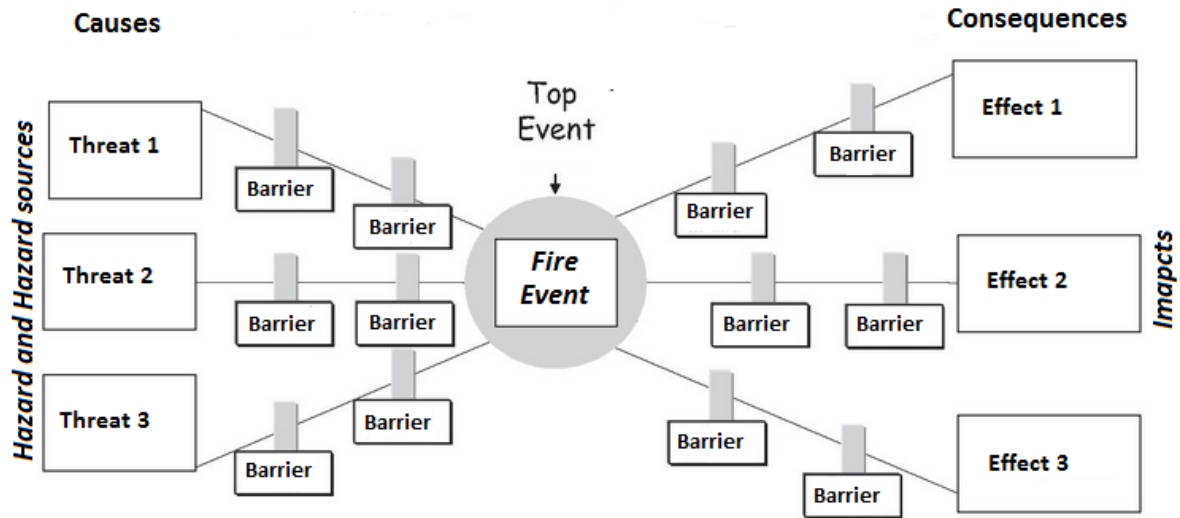 Causes
Consequences
Hazard and Hazard sources
Threat 1
Barrier
Barrier
Threat 2
Barrier
Barrier
Threat 3
Barrier
Barrier
Top
Event
Fire
Event
Barrier
Barrier
Effect 1
Barrier
Barrier
Effect 2
Barrier
Barrier
Effect 3
Imapcts